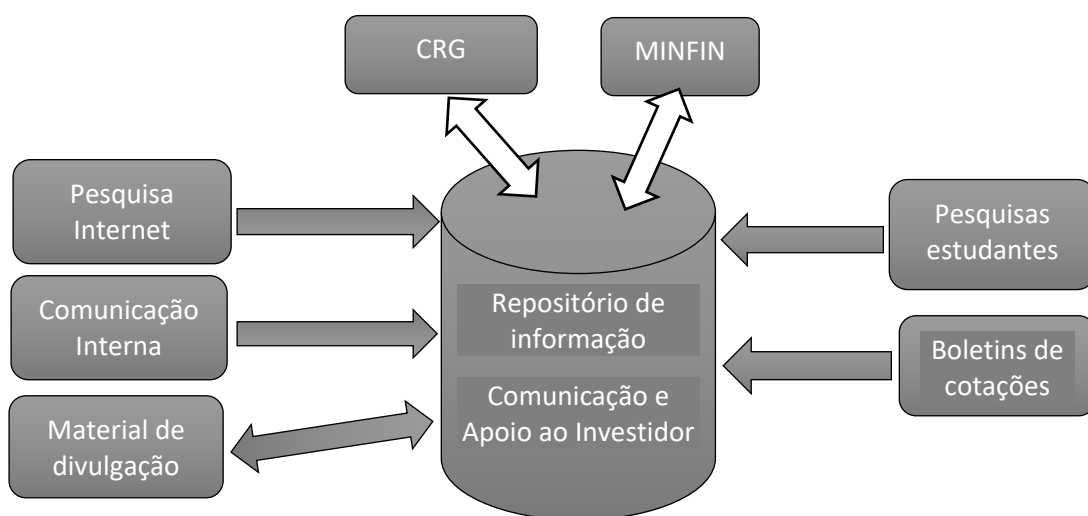 CRG
MINFIN
Pesquisa
Internet
Pesquisas
estudantes
Comunicação
Interna
Repositório de
informação
Boletins de
cotações
Comunicação e
Apoio ao Investidor
Material de
divulgação